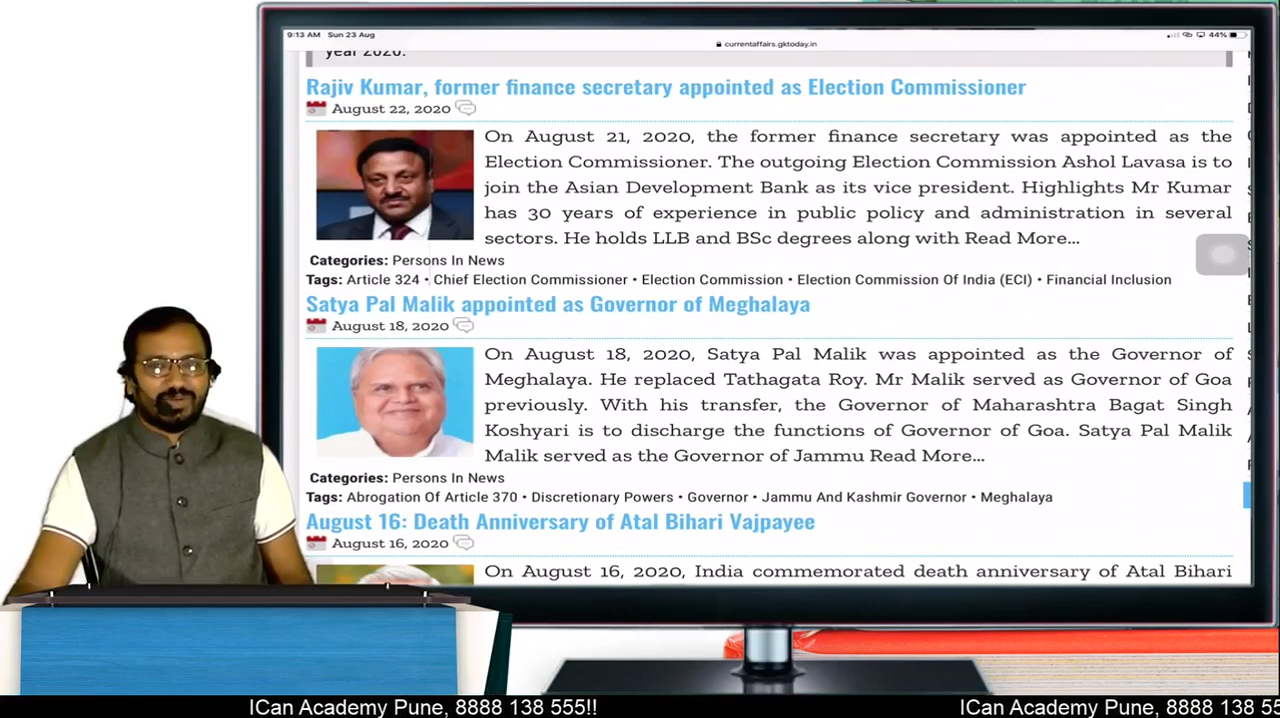 9:13 AM Sun 23 Aug
currentaffairs.gktoday.in
44%
year 2020.
Rajiv Kumar, former finance secretary appointed as Election Commissioner
August 22, 2020
On August 21, 2020, the former finance secretary was appointed as the
Election Commissioner. The outgoing Election Commission Ashol Lavasa is to
join the Asian Development Bank as its vice president. Highlights Mr Kumar
has 30 years of experience in public policy and administration in several
sectors. He holds LLB and BSc degrees along with Read More...
Categories: Persons In News
Tags: Article 324 • Chief Election Commissioner • Election Commission • Election Commission Of India (ECI) • Financial Inclusion
Satya Pal Malik appointed as Governor of Meghalaya
August 18, 2020
On August 18, 2020, Satya Pal Malik was appointed as the Governor of
Meghalaya. He replaced Tathagata Roy. Mr Malik served as Governor of Goa
previously. With his transfer, the Governor of Maharashtra Bagat Singh
Koshyari is to discharge the functions of Governor of Goa. Satya Pal Malik
Malik served as the Governor of Jammu Read More...
Categories: Persons In News
Tags: Abrogation Of Article 370 • Discretionary Powers • Governor • Jammu And Kashmir Governor • Meghalaya
August 16: Death Anniversary of Atal Bihari Vajpayee
August 16, 2020
On August 16, 2020, India commemorated death anniversary of Atal Bihari
ICan Academy Pune, 8888 138 555!!
ICan Academy Pune, 8888 138 55